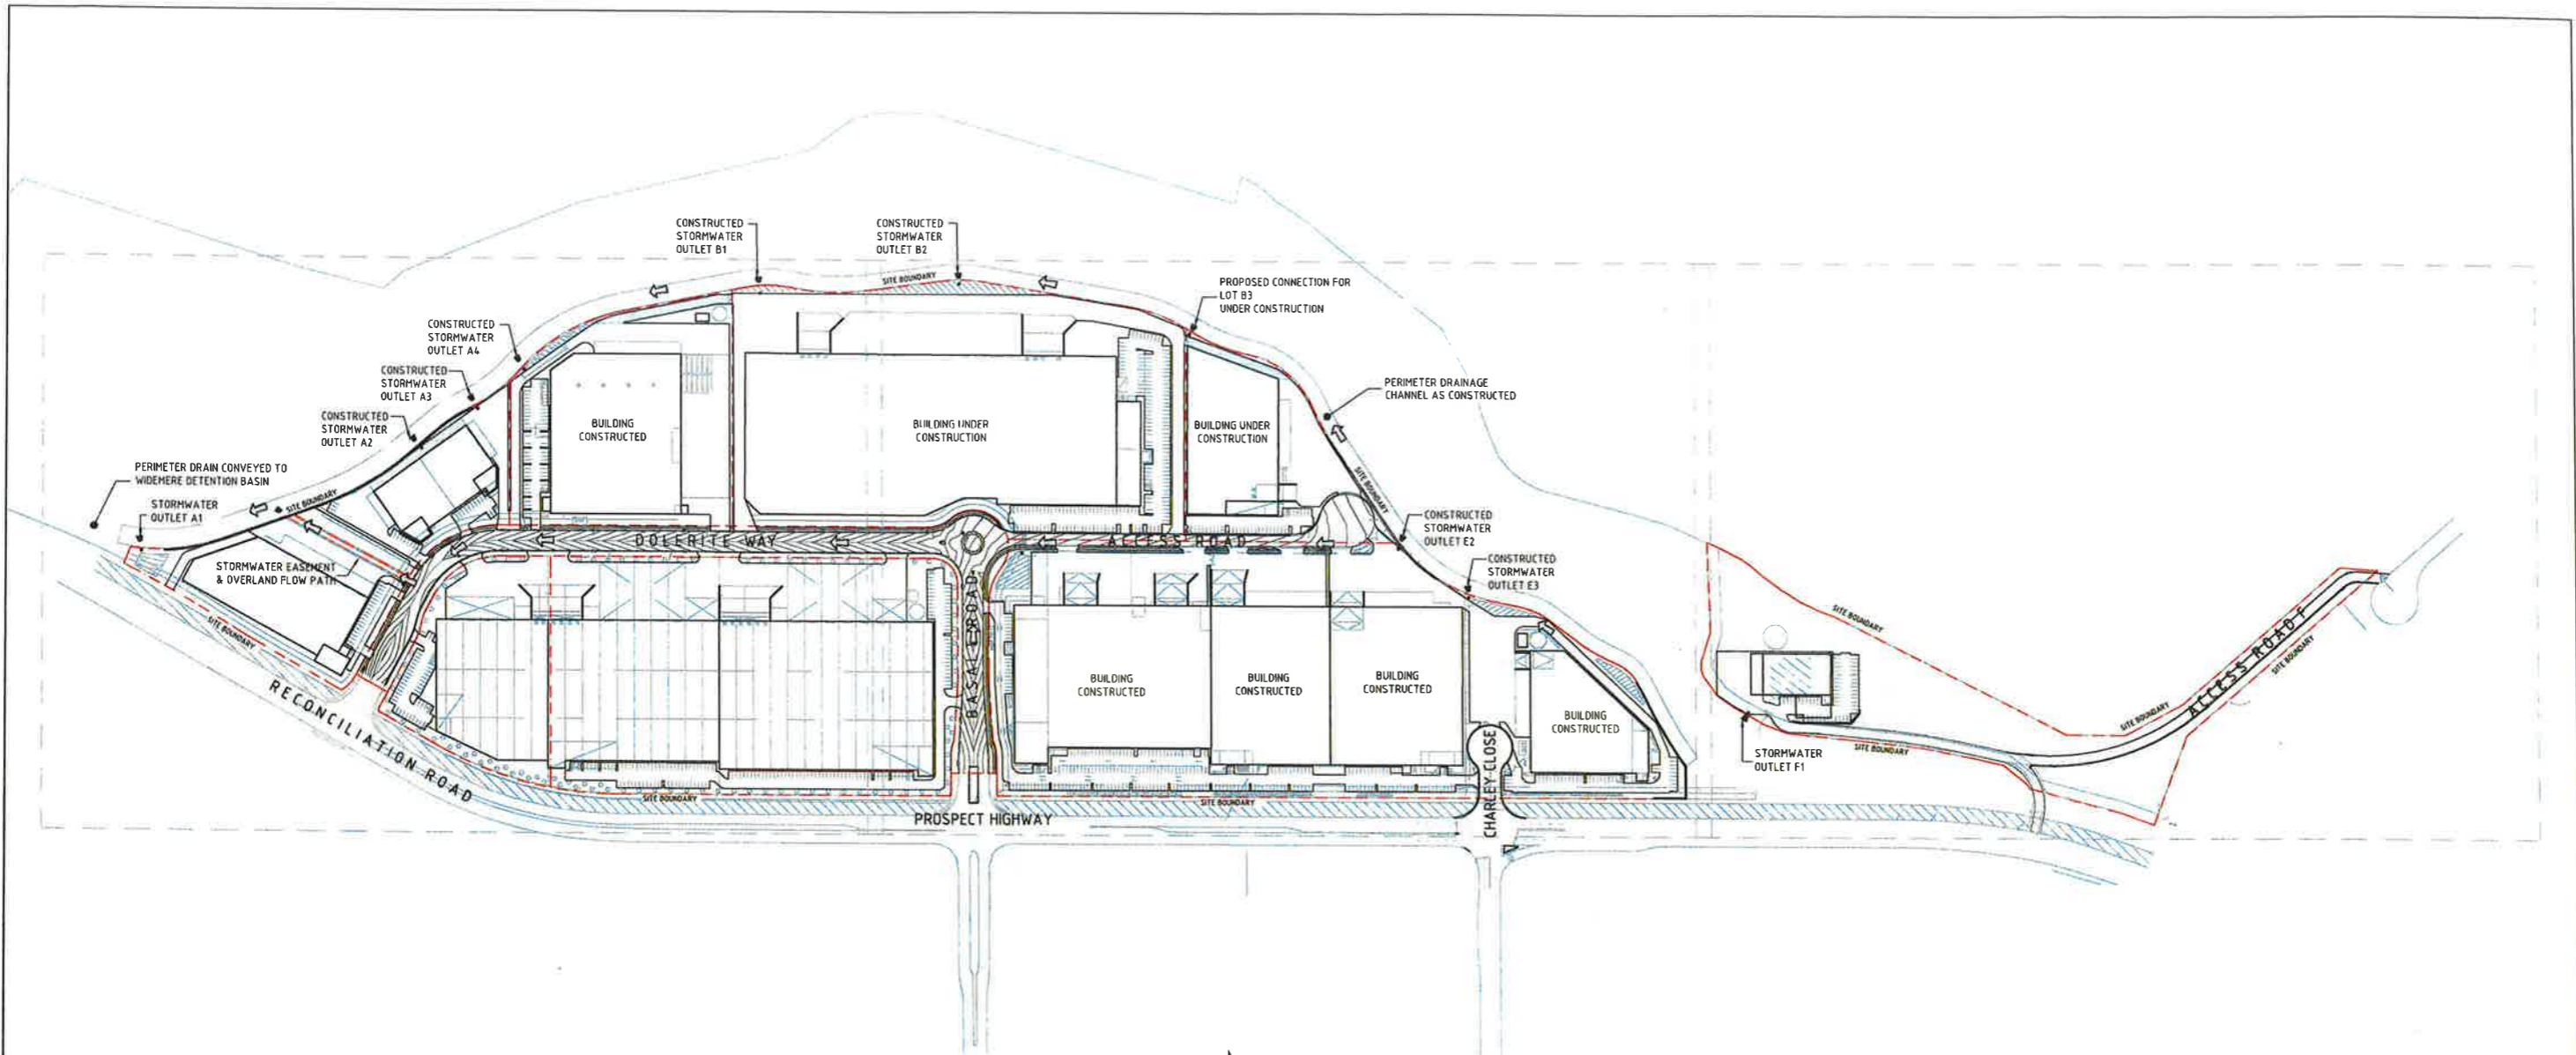 CONSTRUCTED
STORMWATER
OUTLET B1
CONSTRUCTED
STORMWATER
OUTLET B2
SITE BOUNDARY
PROPOSED CONNECTION FOR
LOT B3
UNDER CONSTRUCTION
CONSTRUCTED
STORMWATER
OUTLET A4
CONSTRUCTED
STORMWATER
OUTLET A3
CONSTRUCTED
STORMWATER
OUTLET A2
PERIMETER DRAINAGE
CHANNEL AS CONSTRUCTED
BUILDING
CONSTRUCTED
BUILDING UNDER
CONSTRUCTION
BUILDING UNDER
CONSTRUCTION
PERIMETER DRAIN CONVEYED TO
WIDEMERE DETENTION BASIN
STORMWATER
OUTLET A1
SITE BOUNDARY
SITE BOUNDARY
CONSTRUCTED
STORMWATER
OUTLET E2
DOLERITE WAY
ACCESS ROAD
STORMWATER EASEMENT
& OVERLAND FLOW PATH
CONSTRUCTED
STORMWATER
OUTLET E3
SITE BOUNDARY
BASALT ROAD
SITE BOUNDARY
ACCESS ROAD F
SITE BOUNDARY
SITE BOUNDARY
RECONCILIATION ROAD
BUILDING
CONSTRUCTED
BUILDING
CONSTRUCTED
BUILDING
CONSTRUCTED
BUILDING
CONSTRUCTED
CHARLEY CLOSE
STORMWATER
OUTLET F1
SITE BOUNDARY
SITE BOUNDARY
SITE BOUNDARY
PROSPECT HIGHWAY